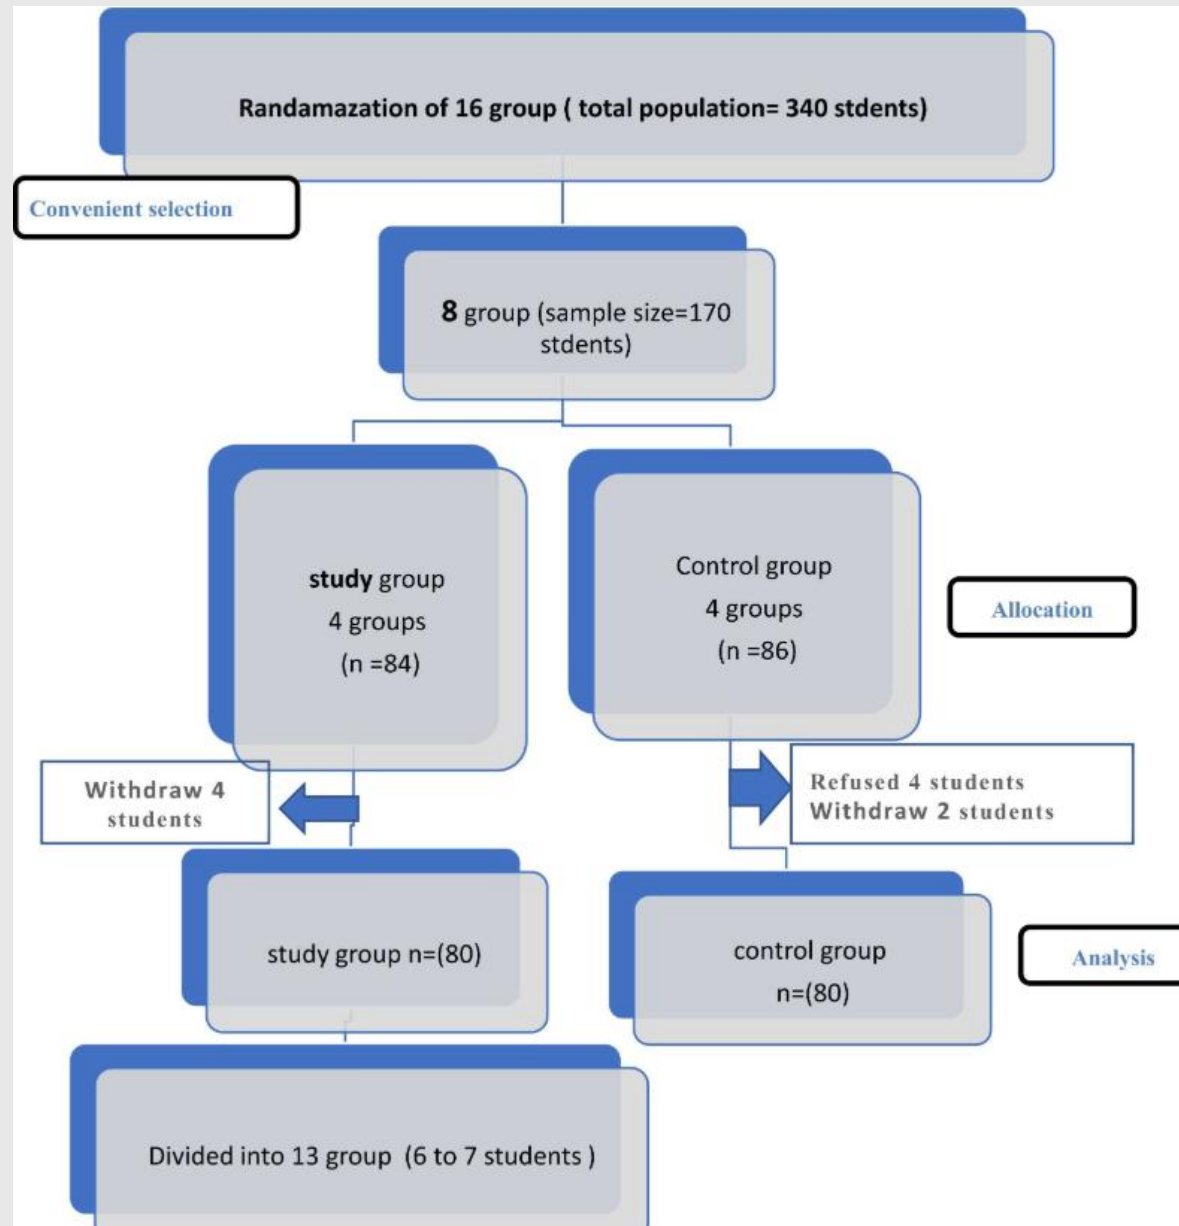 Randamazation of 16 group ( total population= 340 stdents)
Convenient selection
8 group (sample size=170
stdents)
study group
4 groups
(n =84)
Control group
4 groups
(n =86)
Allocation
Withdraw 4
students
Refused 4 students
Withdraw 2 students
study group n=(80)
control group
n=(80)
Analysis
Divided into 13 group (6 to 7 students )